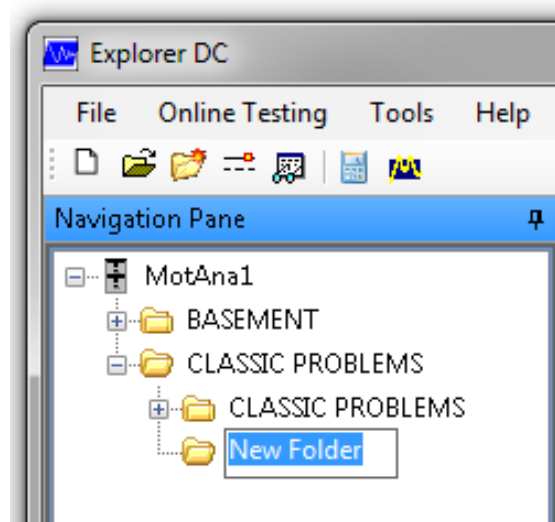 Explorer DC
File Online Testing Tools Help
Navigation Pane
MotAna1
BASEMENT
CLASSIC PROBLEMS
CLASSIC PROBLEMS
New Folder